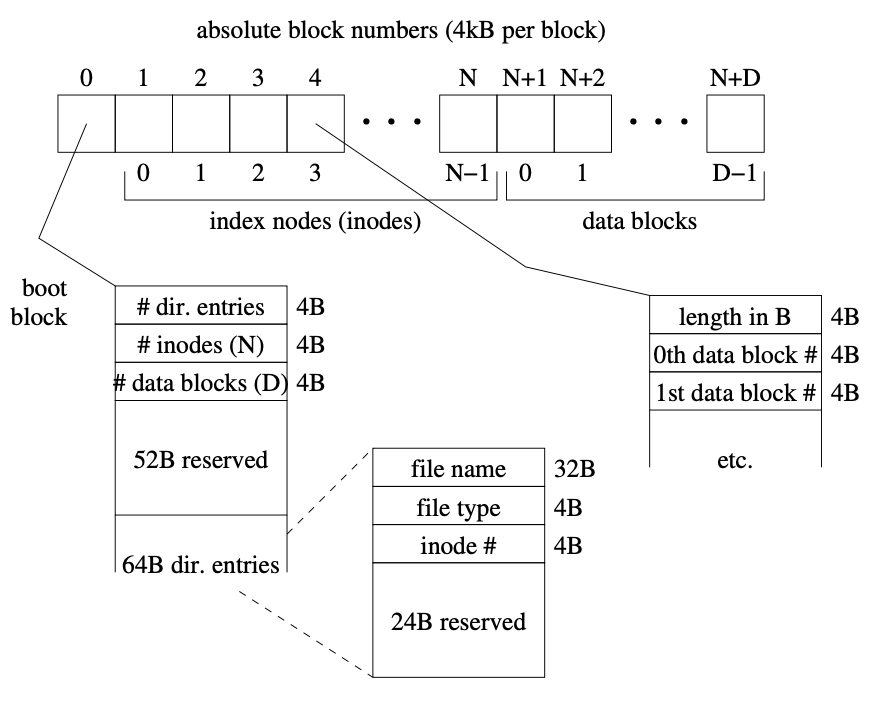 absolute block numbers (4kB per block)
0 1 2 3 4 N N+1 N+2 N+D
0 1 2 3 N−1 0 1 D−1
index nodes (inodes) data blocks
boot
block
# dir. entries 4B
# inodes (N) 4B
# data blocks (D) 4B
52B reserved
64B dir. entries
file name 32B
file type 4B
inode # 4B
24B reserved
length in B 4B
0th data block # 4B
1st data block # 4B
etc.